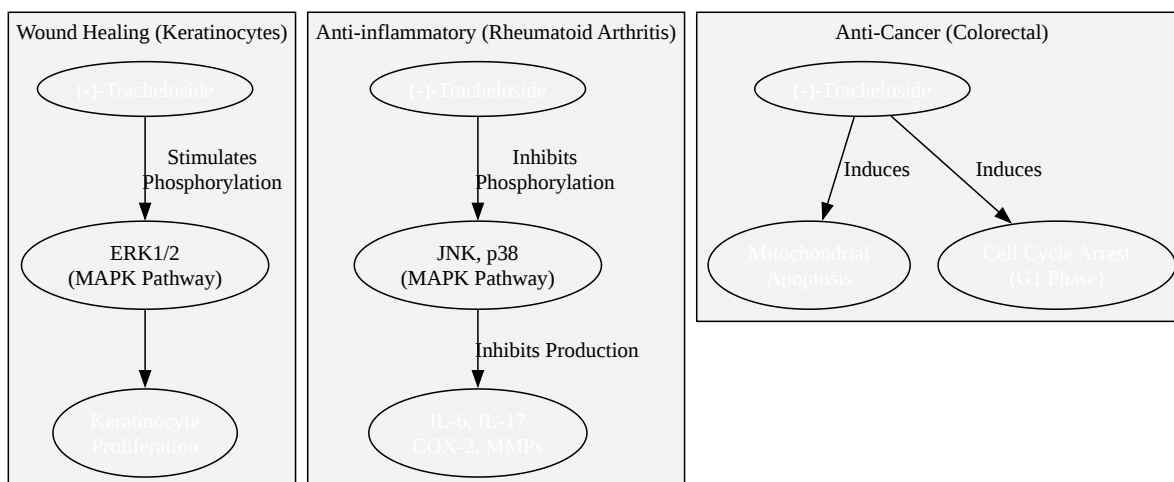 Wound Healing (Keratinocytes)
(-)-Tracheloside
Stimulates
Phosphorylation
ERK1/2
(MAPK Pathway)
Keratinocyte
Proliferation
Anti-inflammatory (Rheumatoid Arthritis)
(-)-Tracheloside
Inhibits
Phosphorylation
JNK, p38
(MAPK Pathway)
Inhibits Production
IL-6, IL-17
COX-2, MMPs
Anti-Cancer (Colorectal)
(-)-Tracheloside
Induces
Induces
Mitochondrial
Apoptosis
Cell Cycle Arrest
(G1 Phase)